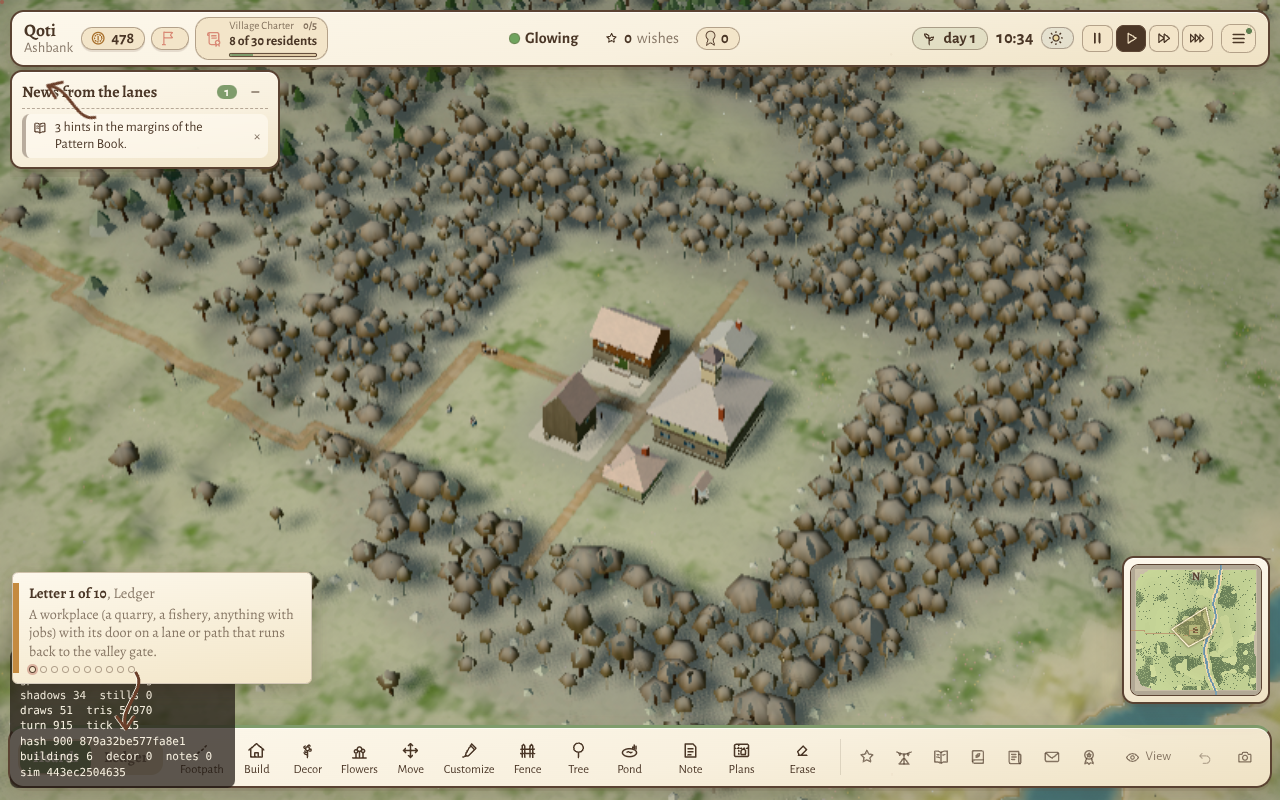 Qoti
Ashbank
478
Village Charter 0/5
8 of 30 residents
Glowing
0 wishes
0
day 1
10:34
News from the lanes
1
3 hints in the margins of the
Pattern Book.
N
Letter 1 of 10, Ledger
A workplace (a quarry, a fishery, anything with
jobs) with its door on a lane or path that runs
back to the valley gate.
shadows 34 still 0
draws 51 tris
turn 915 tick
hash 900 879a32be577fa8e1
buildings 6 decor 0 notes 0
sim 443ec2504635
Footpath
Build
Decor
Flowers
Move
Customize
Fence
Tree
Pond
Note
Plans
Erase
View